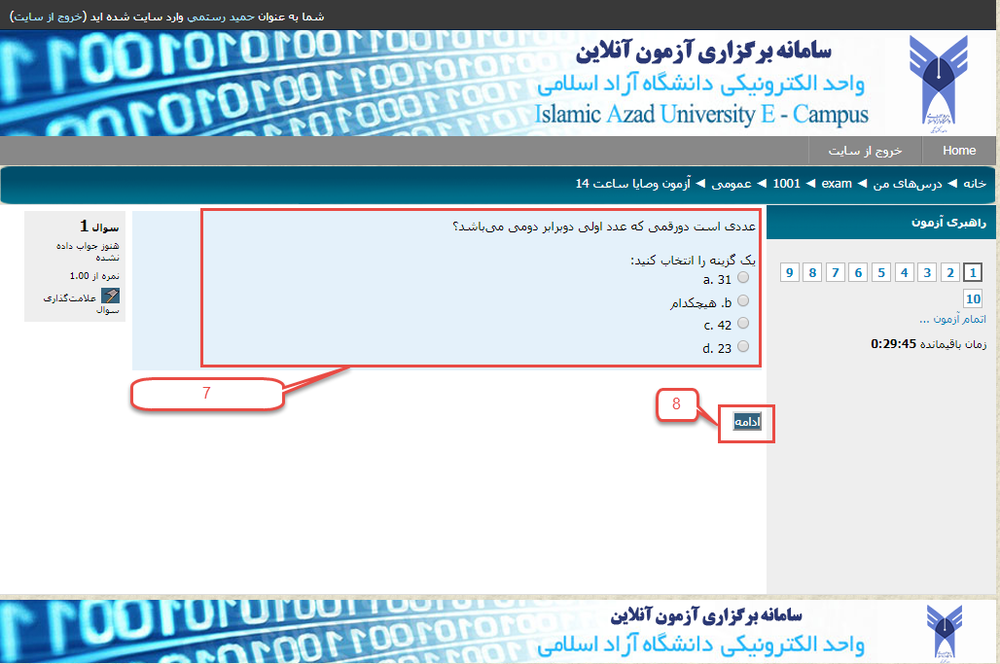 شما به عنوان حمید رستمی وارد سایت شده اید (خروج از سایت)
سامانه برگزاری آزمون آنلاین
واحد الکترونیکی دانشگاه آزاد اسلامی
Islamic Azad University E - Campus
Home
خروج از سایت
خانه ◄ درس‌های من ◄ exam ◄ 1001 ◄ عمومی ◄ آزمون وصایا ساعت 14
راهبری آزمون
1 2 3 4 5 6 7 8 9
10
اتمام آزمون ...
زمان باقیمانده 0:29:45
عددی است دورقمی که عدد اولی دوبرابر دومی می‌باشد؟
یک گزینه را انتخاب کنید:
a. 31
b. هیچکدام
c. 42
d. 23
سوال 1
هنوز جواب داده
نشده
نمره از 1.00
علامت‌گذاری
سوال
7
8
ادامه
سامانه برگزاری آزمون آنلاین
واحد الکترونیکی دانشگاه آزاد اسلامی